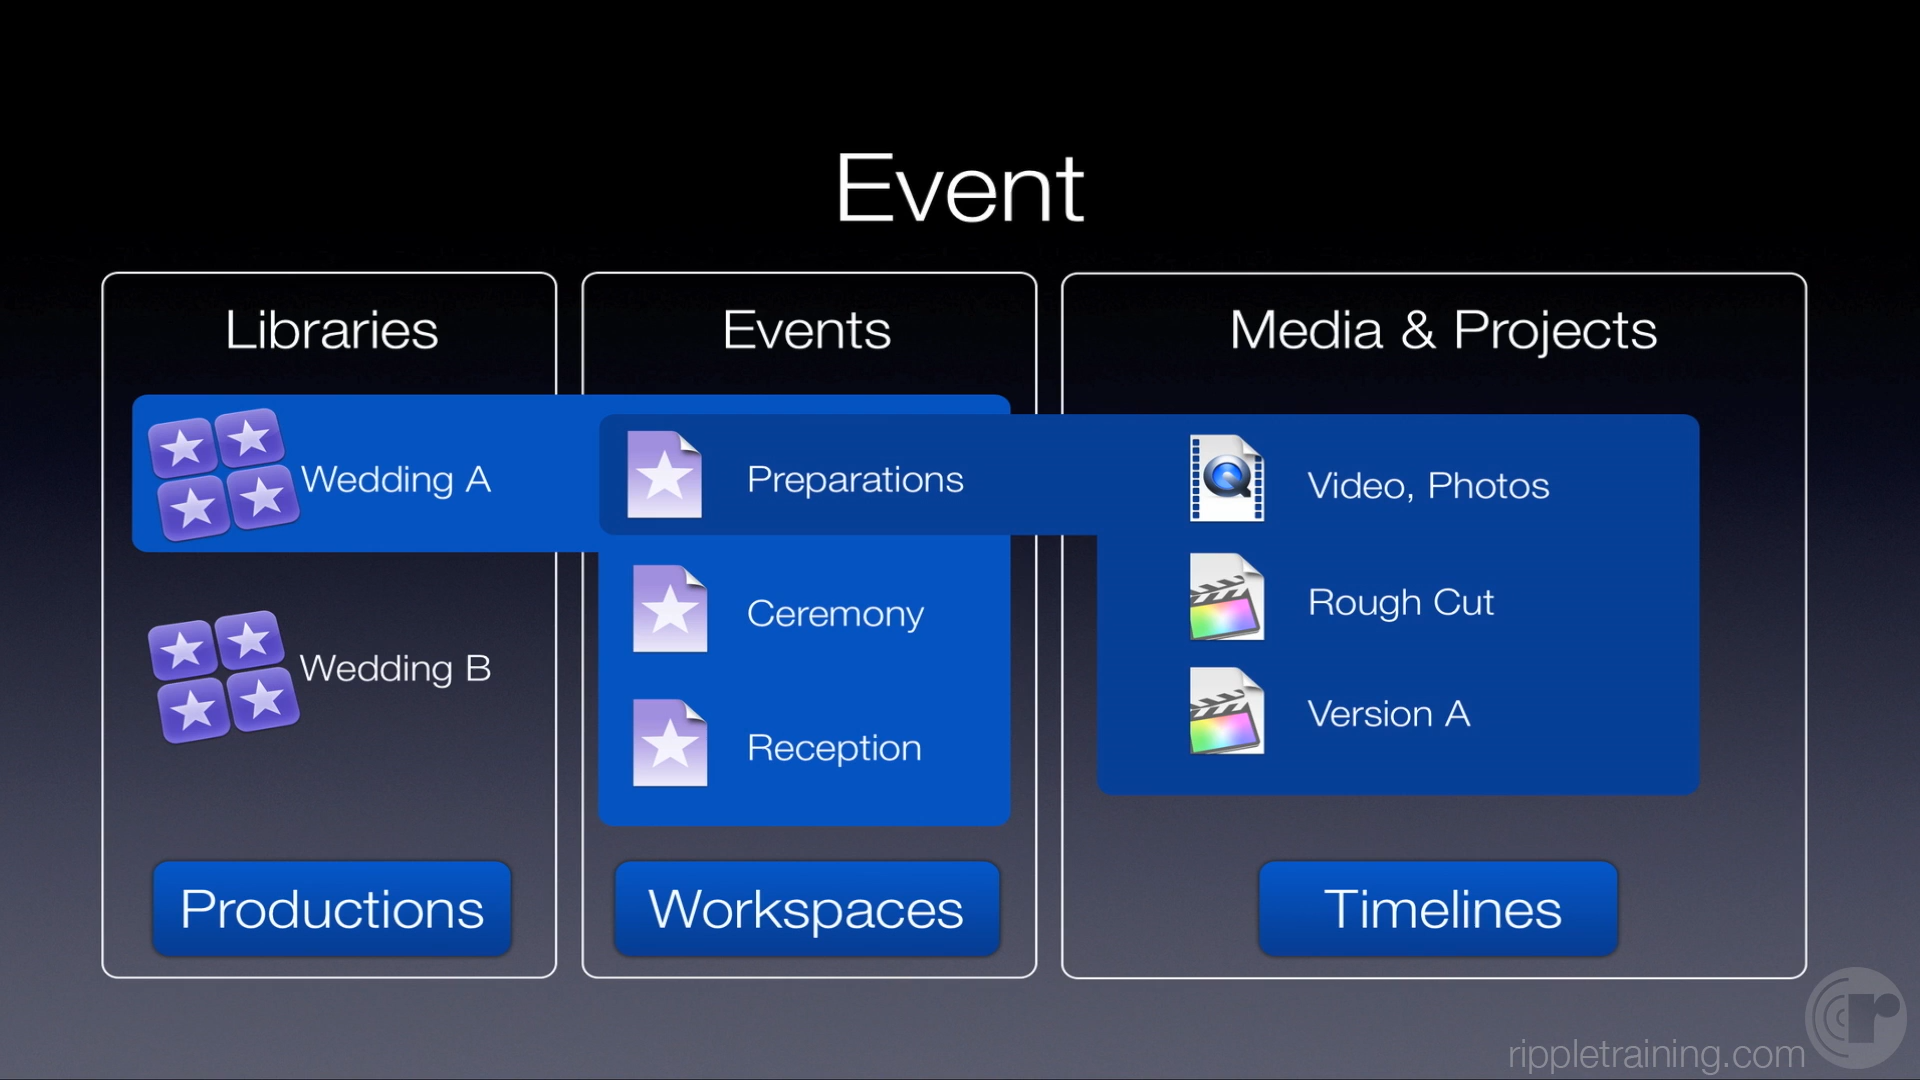 Event
Libraries
Wedding A
Wedding B
Productions
Events
Preparations
Ceremony
Reception
Workspaces
Media & Projects
Video, Photos
Rough Cut
Version A
Timelines
rippletraining.com